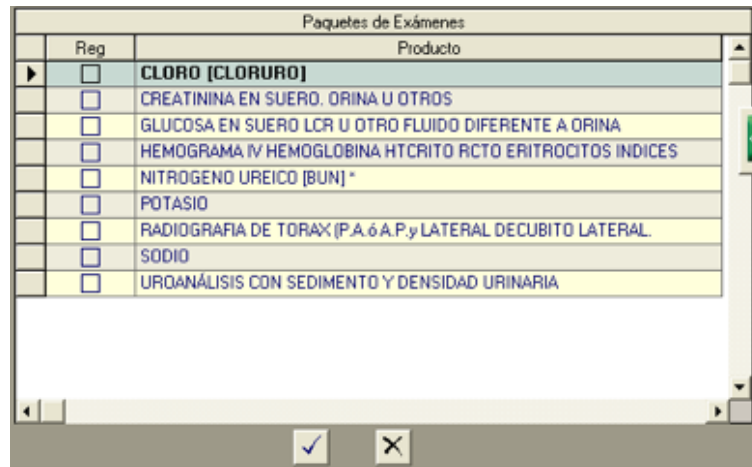 Paquetes de Exámenes
Reg Producto
CLORO [CLORURO]
CREATININA EN SUERO. ORINA U OTROS
GLUCOSA EN SUERO LCR U OTRO FLUIDO DIFERENTE A ORINA
HEMOGRAMA IV HEMOGLOBINA HTCRITO RCTO ERITROCITOS INDICES
NITROGENO UREICO [BUN] *
POTASIO
RADIOGRAFIA DE TORAX (P.A.ó A.P.y LATERAL DECUBITO LATERAL.
SODIO
UROANÁLISIS CON SEDIMENTO Y DENSIDAD URINARIA